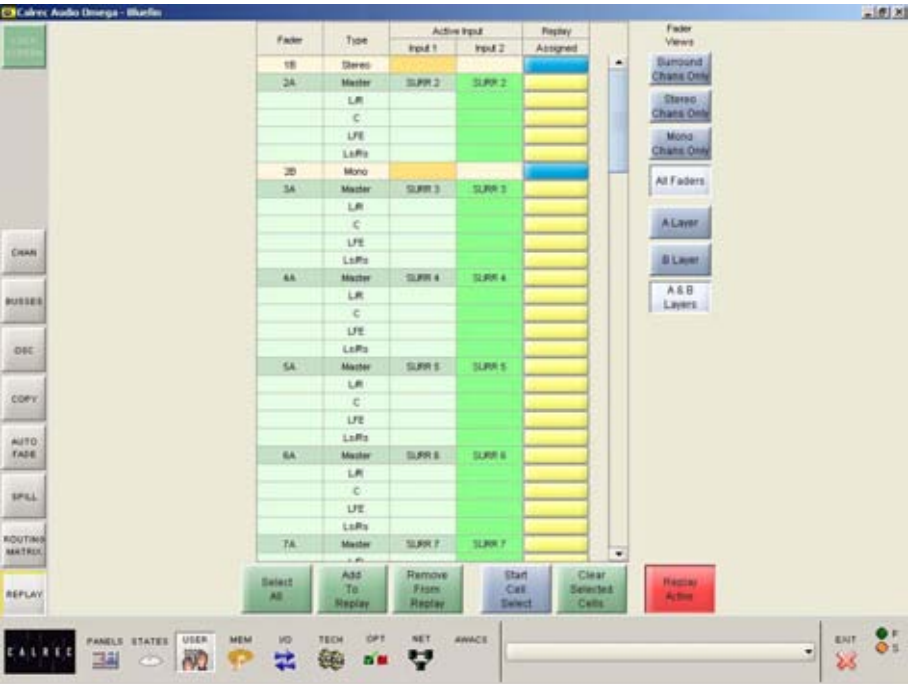 Calrec Audio Omega - Bluefin
Fader Type Active Input Replay
Input 1 Input 2 Assigned
1B Stereo
2A Master SURR 2 SURR 2
L/R
C
LFE
Ls/Rs
2B Mono
3A Master SURR 3 SURR 3
L/R
C
LFE
Ls/Rs
4A Master SURR 4 SURR 4
L/R
C
LFE
Ls/Rs
5A Master SURR 5 SURR 5
L/R
C
LFE
Ls/Rs
6A Master SURR 6 SURR 6
L/R
C
LFE
Ls/Rs
7A Master SURR 7 SURR 7
Fader
Views
Surround
Chans Only
Stereo
Chans Only
Mono
Chans Only
All Faders
A Layer
B Layer
A & B
Layers
CHAN
BUSSES
OSC
COPY
AUTO
FADE
SPILL
ROUTING
MATRIX
REPLAY
Select
All
Add
To
Replay
Remove
From
Replay
Start
Cell
Select
Clear
Selected
Cells
Replay
Active
CALREC
PANELS STATES USER MEM I/O TECH OPT NET AWACS
EXIT
F
S